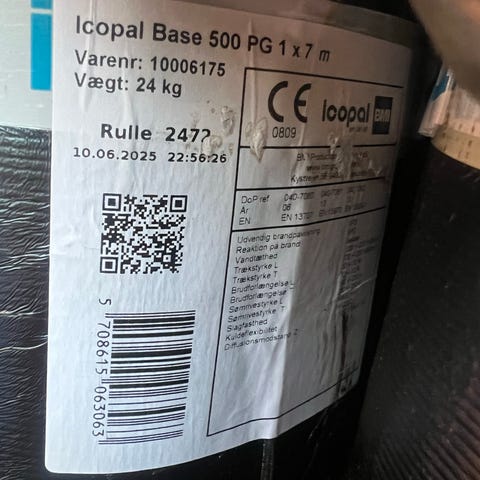 Icopal Base 500 PG 1 x 7 m
Varenr: 10006175
Vægt: 24 kg
Rulle 2472
10.06.2025 22:56:26
CE
0809
Icopal BMI
DoP ref
År 06
EN EN 13707
Udvendig brandpåvirkning
Reaktion på brand
Vandtæthed
Trækstyrke L
Trækstyrke T
Brudforlængelse L
Brudforlængelse
Sømrivestyrke L
Sømrivestyrke T
Slagfasthed
Kuldefleksibilitet
Diffusionsmodstand Z
5 708615 063063